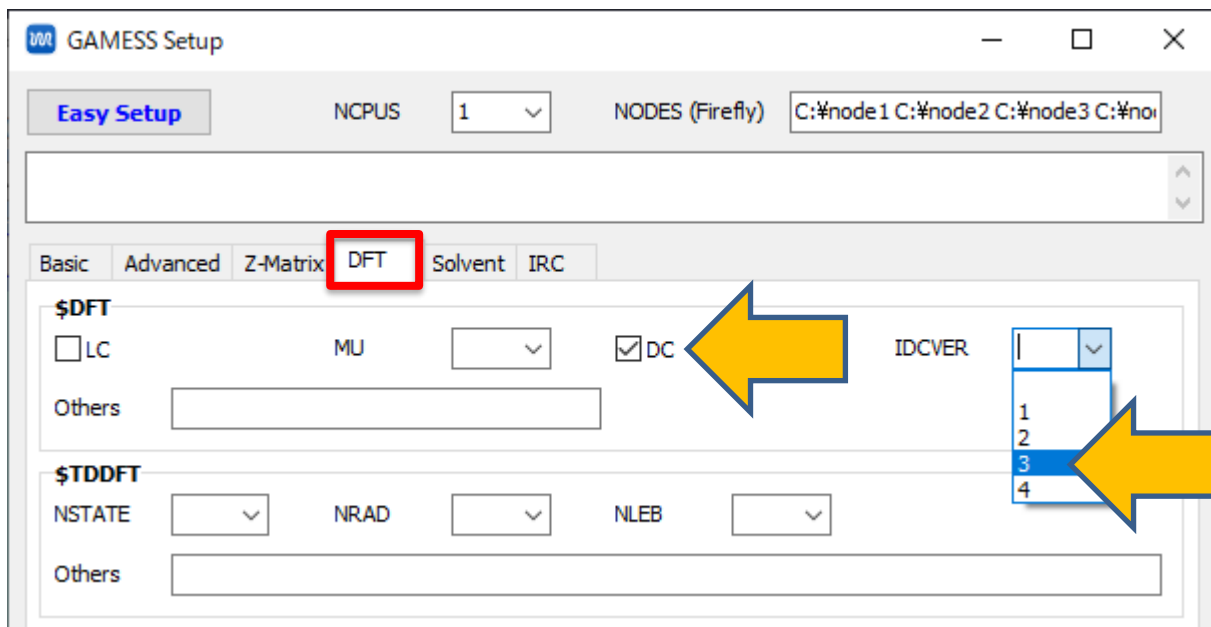 GAMESS Setup
Easy Setup NCPUS 1 NODES (Firefly) C:¥node1 C:¥node2 C:¥node3 C:¥no
Basic Advanced Z-Matrix DFT Solvent IRC
$DFT
LC MU DC IDCVER
1
Others
2
3
4
$TDDFT
NSTATE NRAD NLEB
Others